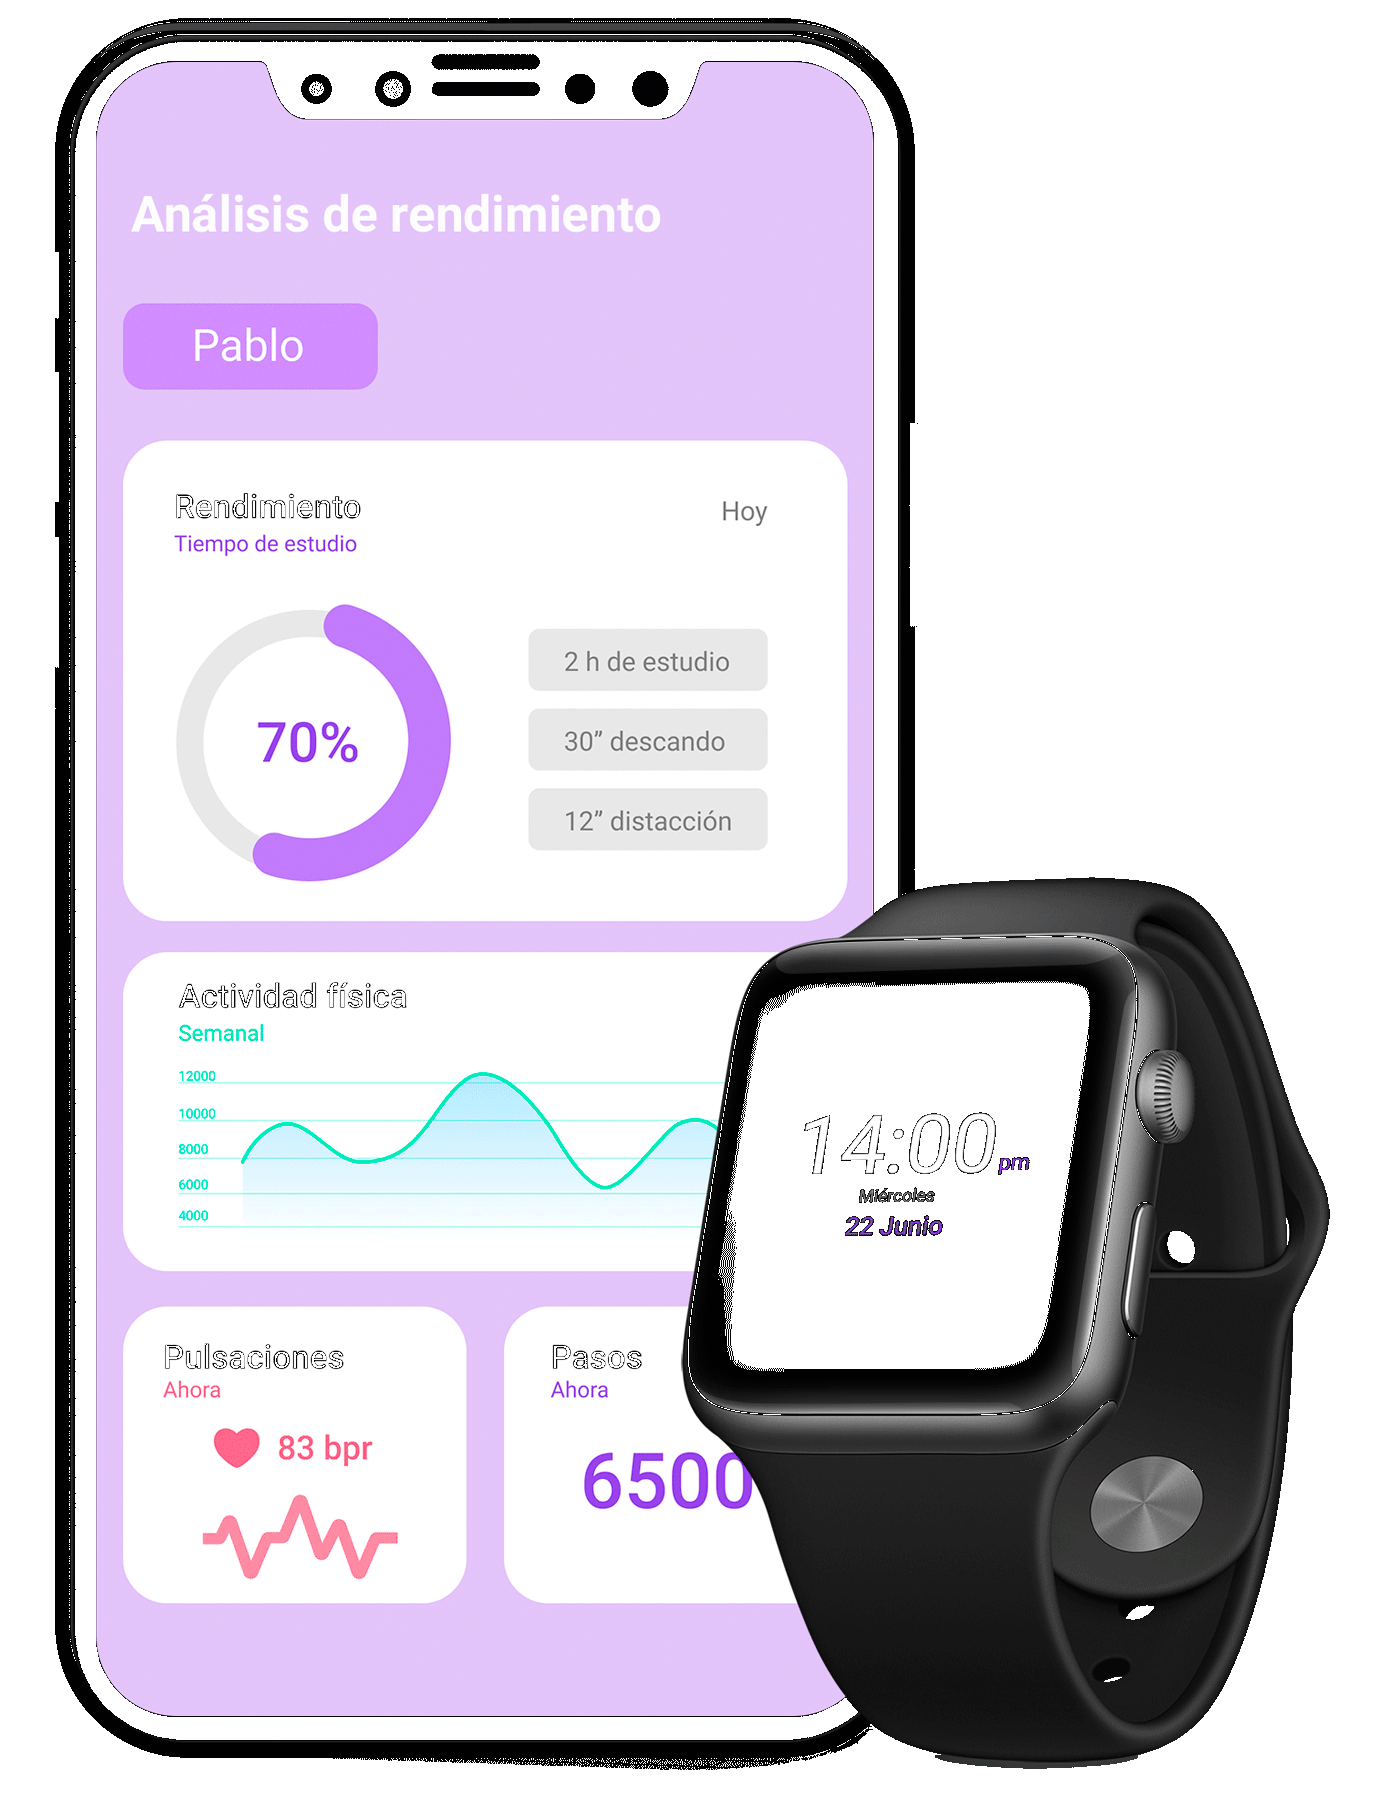 Análisis de rendimiento
Pablo
Rendimiento
Hoy
Tiempo de estudio
70%
2 h de estudio
30” descando
12” distacción
Actividad física
Semanal
12000
10000
8000
6000
4000
14:00 pm
Miércoles
22 Junio
Pulsaciones
Ahora
83 bpr
Pasos
Ahora
6500